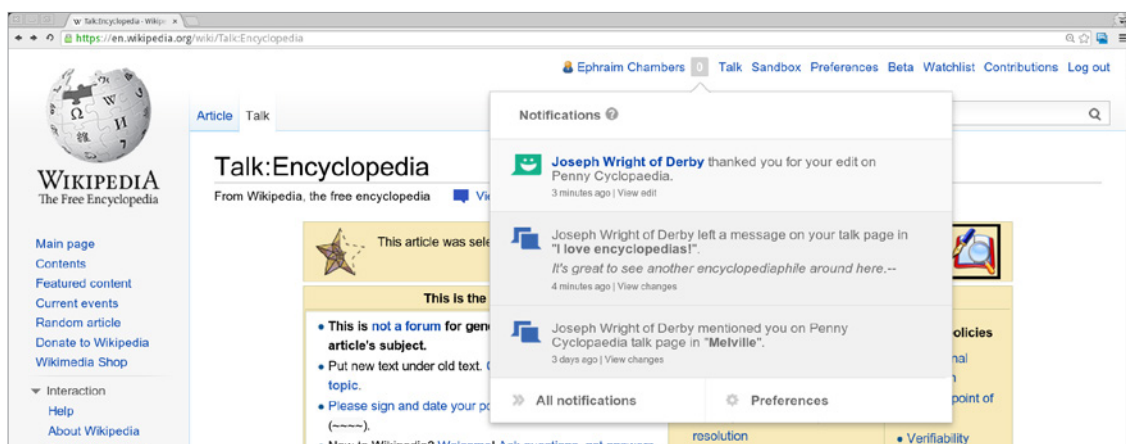 Talk:Encyclopedia - Wikipe
https://en.wikipedia.org/wiki/Talk:Encyclopedia
Ephraim Chambers 0 Talk Sandbox Preferences Beta Watchlist Contributions Log out
WIKIPEDIA
The Free Encyclopedia
Main page
Contents
Featured content
Current events
Random article
Donate to Wikipedia
Wikimedia Shop
Interaction
Help
About Wikipedia
Article Talk
Talk:Encyclopedia
From Wikipedia, the free encyclopedia
This article was sele
This is the
• This is not a forum for gen
article's subject.
• Put new text under old text.
topic.
• Please sign and date your po
(~~~~).
Notifications
Joseph Wright of Derby thanked you for your edit on
Penny Cyclopaedia.
3 minutes ago | View edit
Joseph Wright of Derby left a message on your talk page in
"I love encyclopedias!".
It's great to see another encyclopediaphile around here.--
4 minutes ago | View changes
Joseph Wright of Derby mentioned you on Penny
Cyclopaedia talk page in "Melville".
3 days ago | View changes
All notifications
Preferences
olicies
nal
point of
resolution
• Verifiability